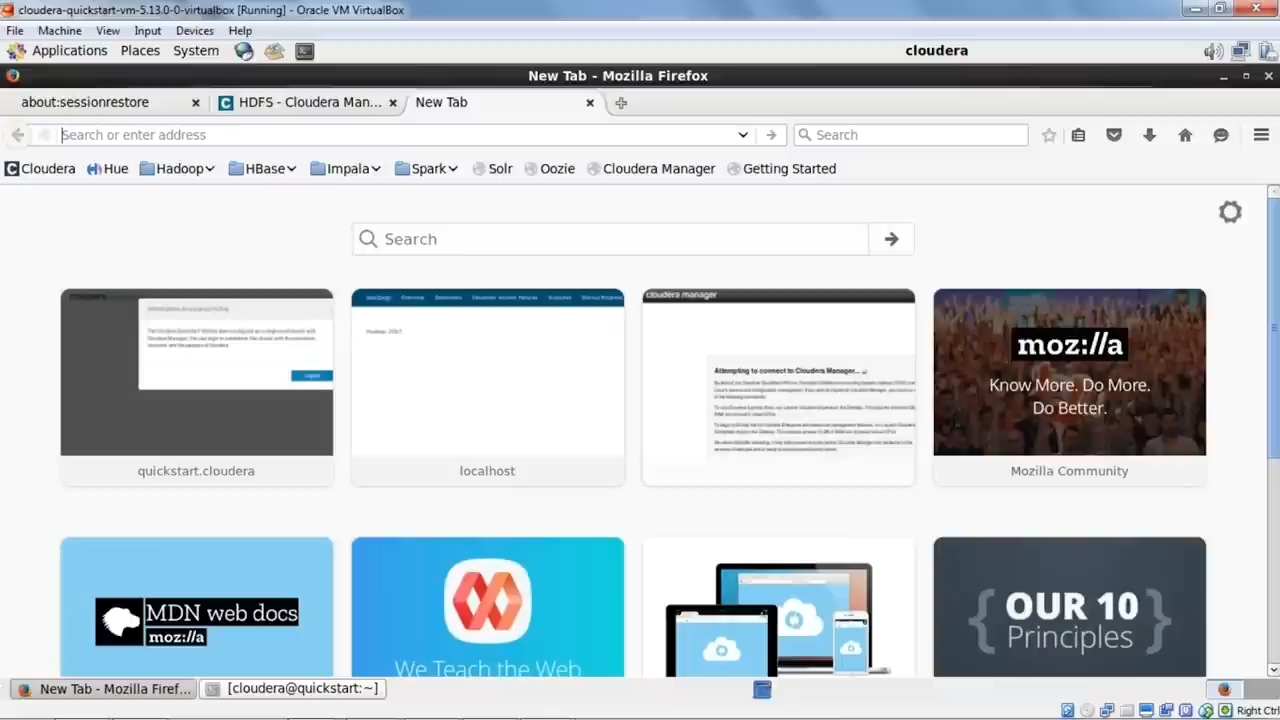 cloudera-quickstart-vm-5.13.0-0-virtualbox [Running] - Oracle VM VirtualBox
File Machine View Input Devices Help
Applications Places System cloudera
New Tab - Mozilla Firefox
about:sessionrestore HDFS - Cloudera Man... New Tab
Search or enter address Search
Cloudera Hue Hadoop HBase Impala Spark Solr Oozie Cloudera Manager Getting Started
Search
cloudera manager
Attempting to connect to Cloudera Manager...
moz://a
Know More. Do More.
Do Better.
quickstart.cloudera localhost Mozilla Community
MDN web docs
moz://a
We Teach the Web
{ OUR 10 }
Principles
New Tab - Mozilla Firef... [cloudera@quickstart:~]
Right Ctrl